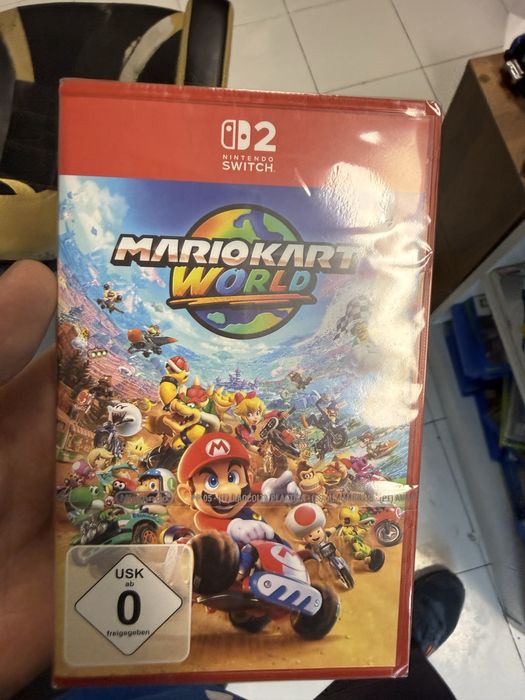 2
NINTENDO
SWITCH
MARIOKART
WORLD
M
USK
ab
0
freigegeben